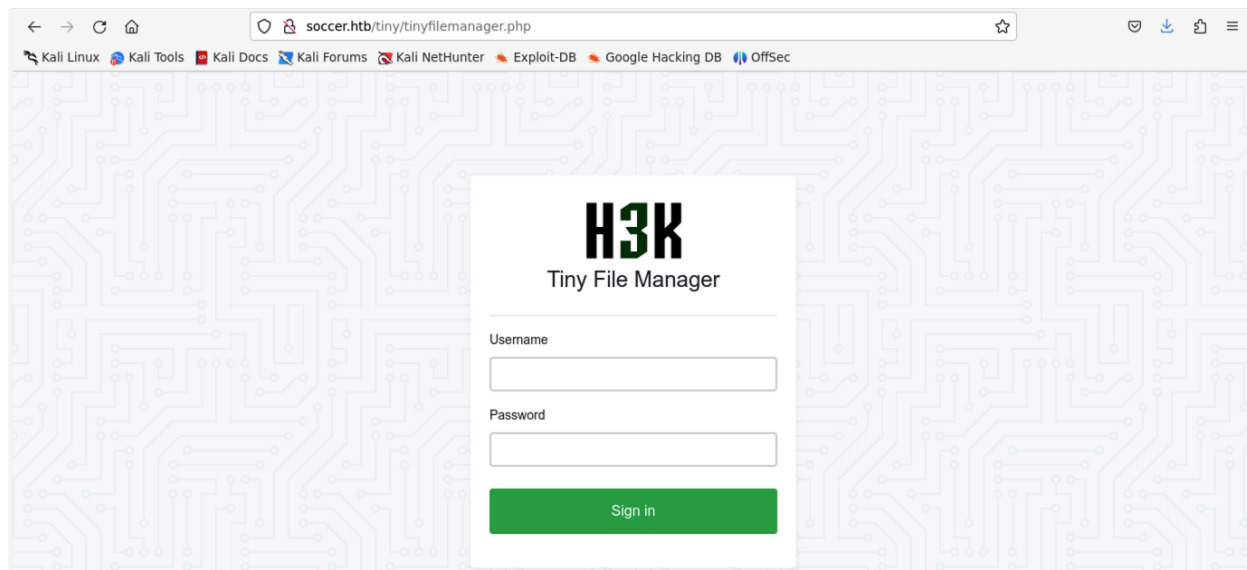 soccer.htb/tiny/tinyfilemanager.php
Kali Linux Kali Tools Kali Docs Kali Forums Kali NetHunter Exploit-DB Google Hacking DB OffSec
H3K
Tiny File Manager
Username
Password
Sign in